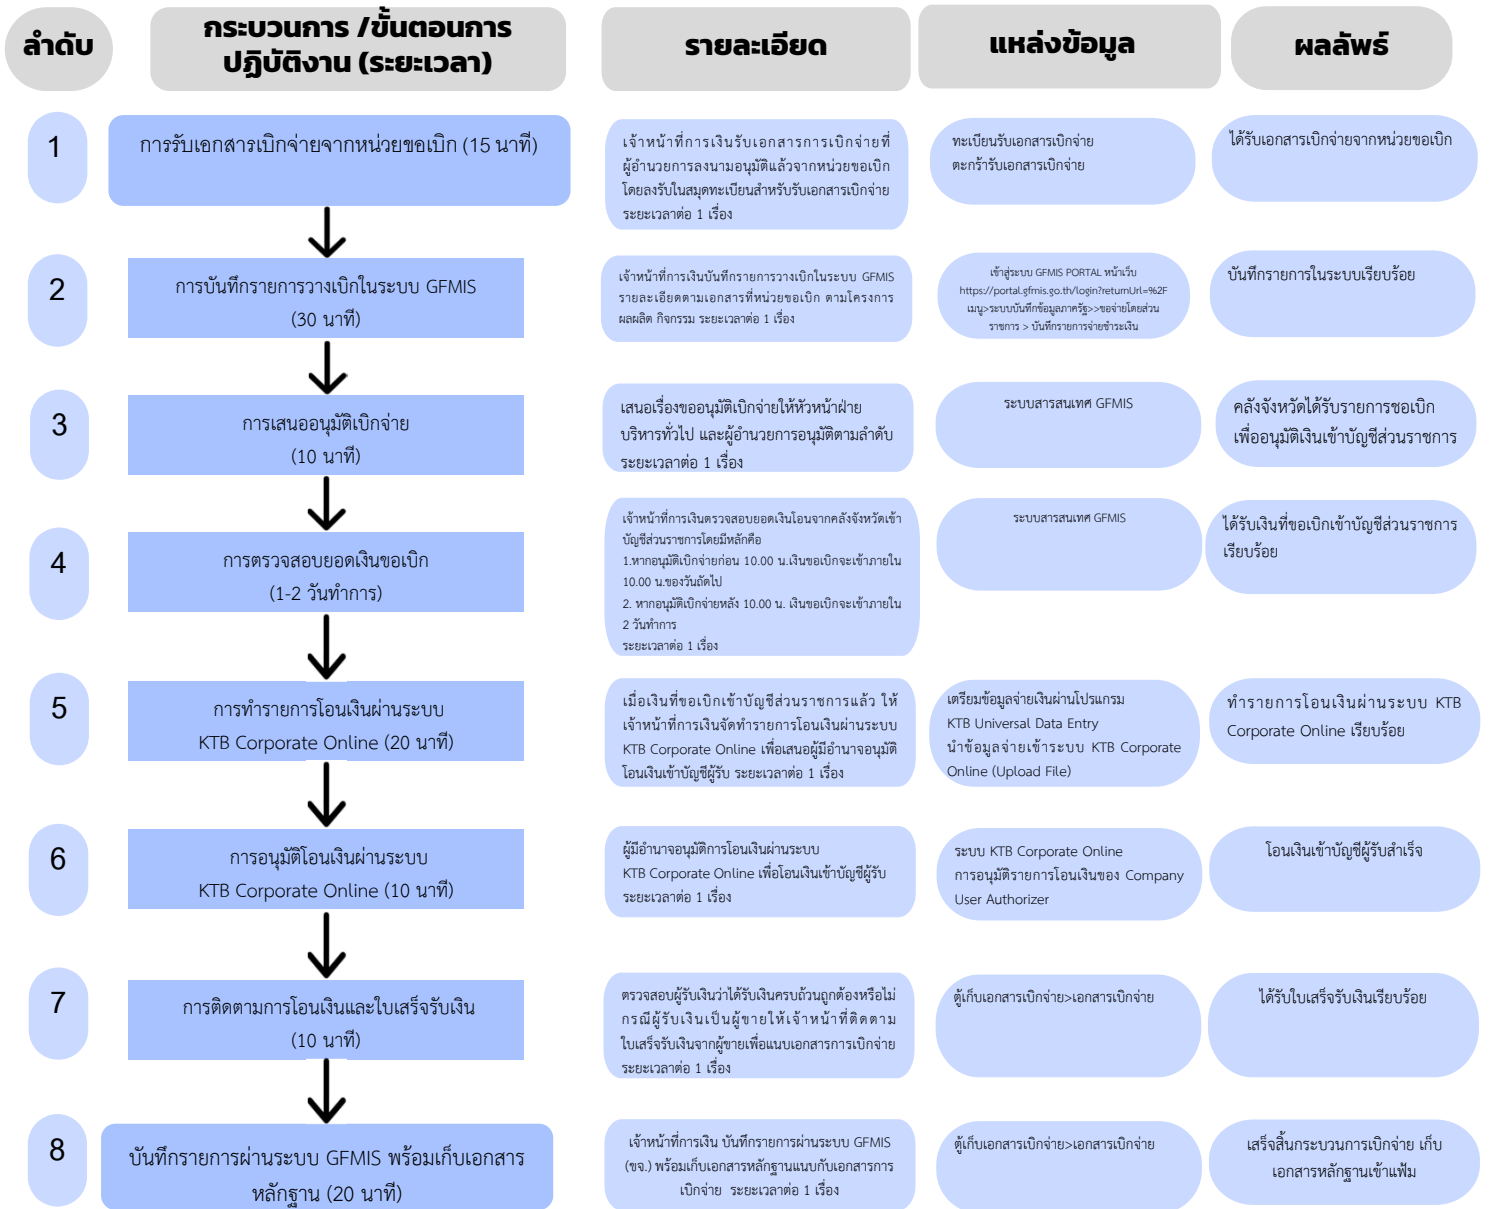 ลำดับ
กระบวนการ /ขั้นตอนการ
ปฏิบัติงาน (ระยะเวลา)
รายละเอียด
แหล่งข้อมูล
ผลลัพธ์
1
การรับเอกสารเบิกจ่ายจากหน่วยขอเบิก (15 นาที)
เจ้าหน้าที่การเงินรับเอกสารการเบิกจ่ายที่
ผู้อำนวยการลงนามอนุมัติแล้วจากหน่วยขอเบิก
โดยลงรับในสมุดทะเบียนสำหรับรับเอกสารเบิกจ่าย
ระยะเวลาต่อ 1 เรื่อง
ทะเบียนรับเอกสารเบิกจ่าย
ตะกร้ารับเอกสารเบิกจ่าย
ได้รับเอกสารเบิกจ่ายจากหน่วยขอเบิก
2
การบันทึกรายการวางเบิกในระบบ GFMIS
(30 นาที)
เจ้าหน้าที่การเงินบันทึกรายการวางเบิกในระบบ GFMIS
รายละเอียดตามเอกสารที่หน่วยขอเบิก ตามโครงการ
ผลผลิต กิจกรรม ระยะเวลาต่อ 1 เรื่อง
เข้าสู่ระบบ GFMIS PORTAL หน้าเว็บ
https://portal.gfmis.go.th/login?returnUrl=%2F
เมนู>ระบบบันทึกข้อมูลภาครัฐ>>ขอจ่ายโดยส่วน
ราชการ > บันทึกรายการจ่ายชำระเงิน
บันทึกรายการในระบบเรียบร้อย
3
การเสนออนุมัติเบิกจ่าย
(10 นาที)
เสนอเรื่องขออนุมัติเบิกจ่ายให้หัวหน้าฝ่าย
บริหารทั่วไป และผู้อำนวยการอนุมัติตามลำดับ
ระยะเวลาต่อ 1 เรื่อง
ระบบสารสนเทศ GFMIS
คลังจังหวัดได้รับรายการชอเบิก
เพื่ออนุมัติเงินเข้าบัญชีส่วนราชการ
4
การตรวจสอบยอดเงินขอเบิก
(1-2 วันทำการ)
เจ้าหน้าที่การเงินตรวจสอบยอดเงินโอนจากคลังจังหวัดเข้า
บัญชีส่วนราชการโดยมีหลักคือ
1.หากอนุมัติเบิกจ่ายก่อน 10.00 น.เงินขอเบิกจะเข้าภายใน
10.00 น.ของวันถัดไป
2. หากอนุมัติเบิกจ่ายหลัง 10.00 น. เงินขอเบิกจะเข้าภายใน
2 วันทำการ
ระยะเวลาต่อ 1 เรื่อง
ระบบสารสนเทศ GFMIS
ได้รับเงินที่ขอเบิกเข้าบัญชีส่วนราชการ
เรียบร้อย
5
การทำรายการโอนเงินผ่านระบบ
KTB Corporate Online (20 นาที)
เมื่อเงินที่ขอเบิกเข้าบัญชีส่วนราชการแล้ว ให้
เจ้าหน้าที่การเงินจัดทำรายการโอนเงินผ่านระบบ
KTB Corporate Online เพื่อเสนอผู้มีอำนาจอนุมัติ
โอนเงินเข้าบัญชีผู้รับ ระยะเวลาต่อ 1 เรื่อง
เตรียมข้อมูลจ่ายเงินผ่านโปรแกรม
KTB Universal Data Entry
นำข้อมูลจ่ายเข้าระบบ KTB Corporate
Online (Upload File)
ทำรายการโอนเงินผ่านระบบ KTB
Corporate Online เรียบร้อย
6
การอนุมัติโอนเงินผ่านระบบ
KTB Corporate Online (10 นาที)
ผู้มีอำนาจอนุมัติการโอนเงินผ่านระบบ
KTB Corporate Online เพื่อโอนเงินเข้าบัญชีผู้รับ
ระยะเวลาต่อ 1 เรื่อง
ระบบ KTB Corporate Online
การอนุมัติรายการโอนเงินของ Company
User Authorizer
โอนเงินเข้าบัญชีผู้รับสำเร็จ
7
การติดตามการโอนเงินและใบเสร็จรับเงิน
(10 นาที)
ตรวจสอบผู้รับเงินว่าได้รับเงินครบถ้วนถูกต้องหรือไม่
กรณีผู้รับเงินเป็นผู้ขายให้เจ้าหน้าที่ติดตาม
ใบเสร็จรับเงินจากผู้ขายเพื่อแนบเอกสารการเบิกจ่าย
ระยะเวลาต่อ 1 เรื่อง
ตู้เก็บเอกสารเบิกจ่าย>เอกสารเบิกจ่าย
ได้รับใบเสร็จรับเงินเรียบร้อย
8
บันทึกรายการผ่านระบบ GFMIS พร้อมเก็บเอกสาร
หลักฐาน (20 นาที)
เจ้าหน้าที่การเงิน บันทึกรายการผ่านระบบ GFMIS
(ขจ.) พร้อมเก็บเอกสารหลักฐานแนบกับเอกสารการ
เบิกจ่าย ระยะเวลาต่อ 1 เรื่อง
ตู้เก็บเอกสารเบิกจ่าย>เอกสารเบิกจ่าย
เสร็จสิ้นกระบวนการเบิกจ่าย เก็บ
เอกสารหลักฐานเข้าแฟ้ม